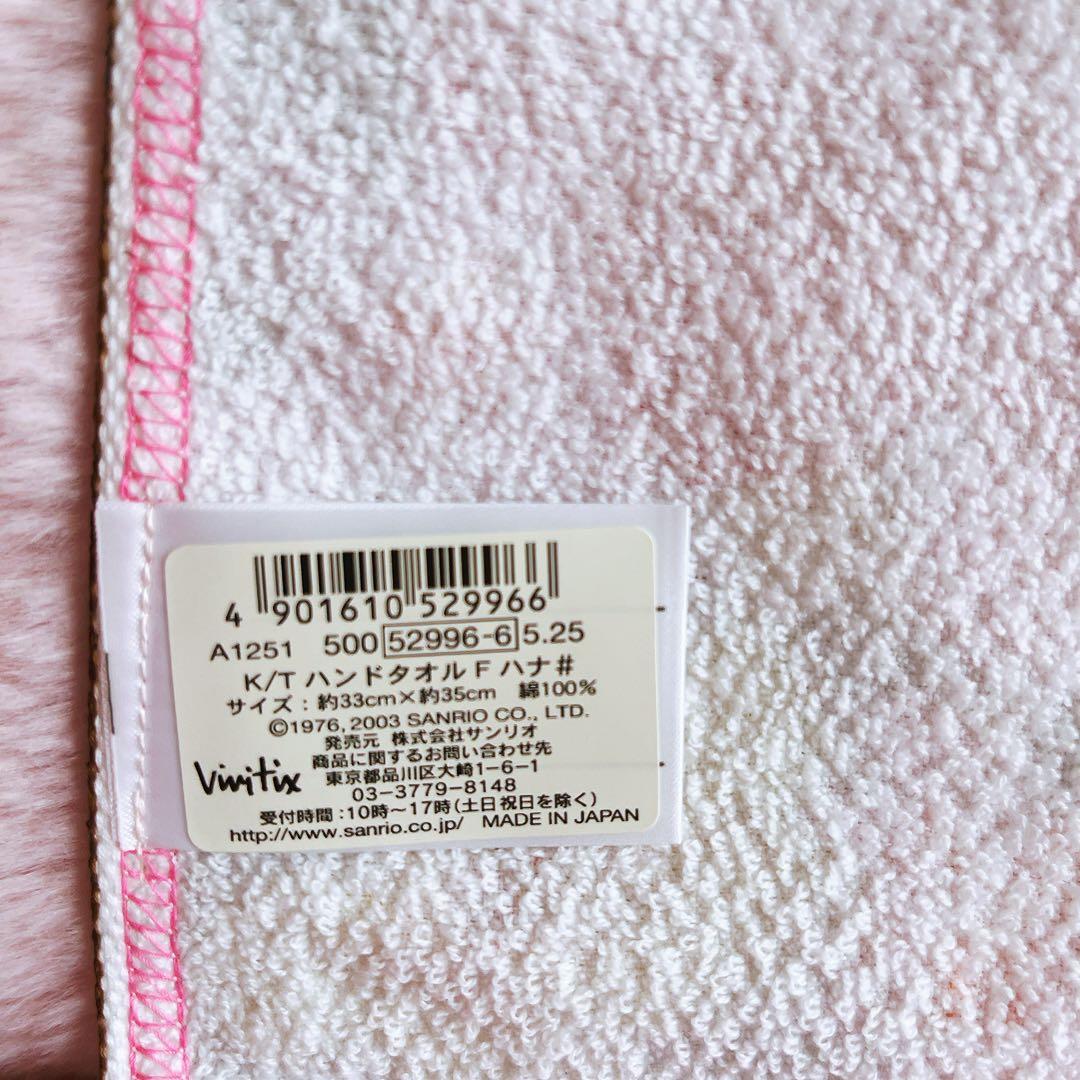 4 901610 529966
A1251 500 52996-6 5.25
K/T ハンドタオル F ハナ#
サイズ：約33cm×約35cm 綿100%
©1976, 2003 SANRIO CO., LTD.
発売元 株式会社サンリオ
商品に関するお問い合わせ先
東京都品川区大崎1-6-1
03-3779-8148
Vivitix
受付時間：10時～17時(土日祝日を除く)
http://www.sanrio.co.jp/ MADE IN JAPAN